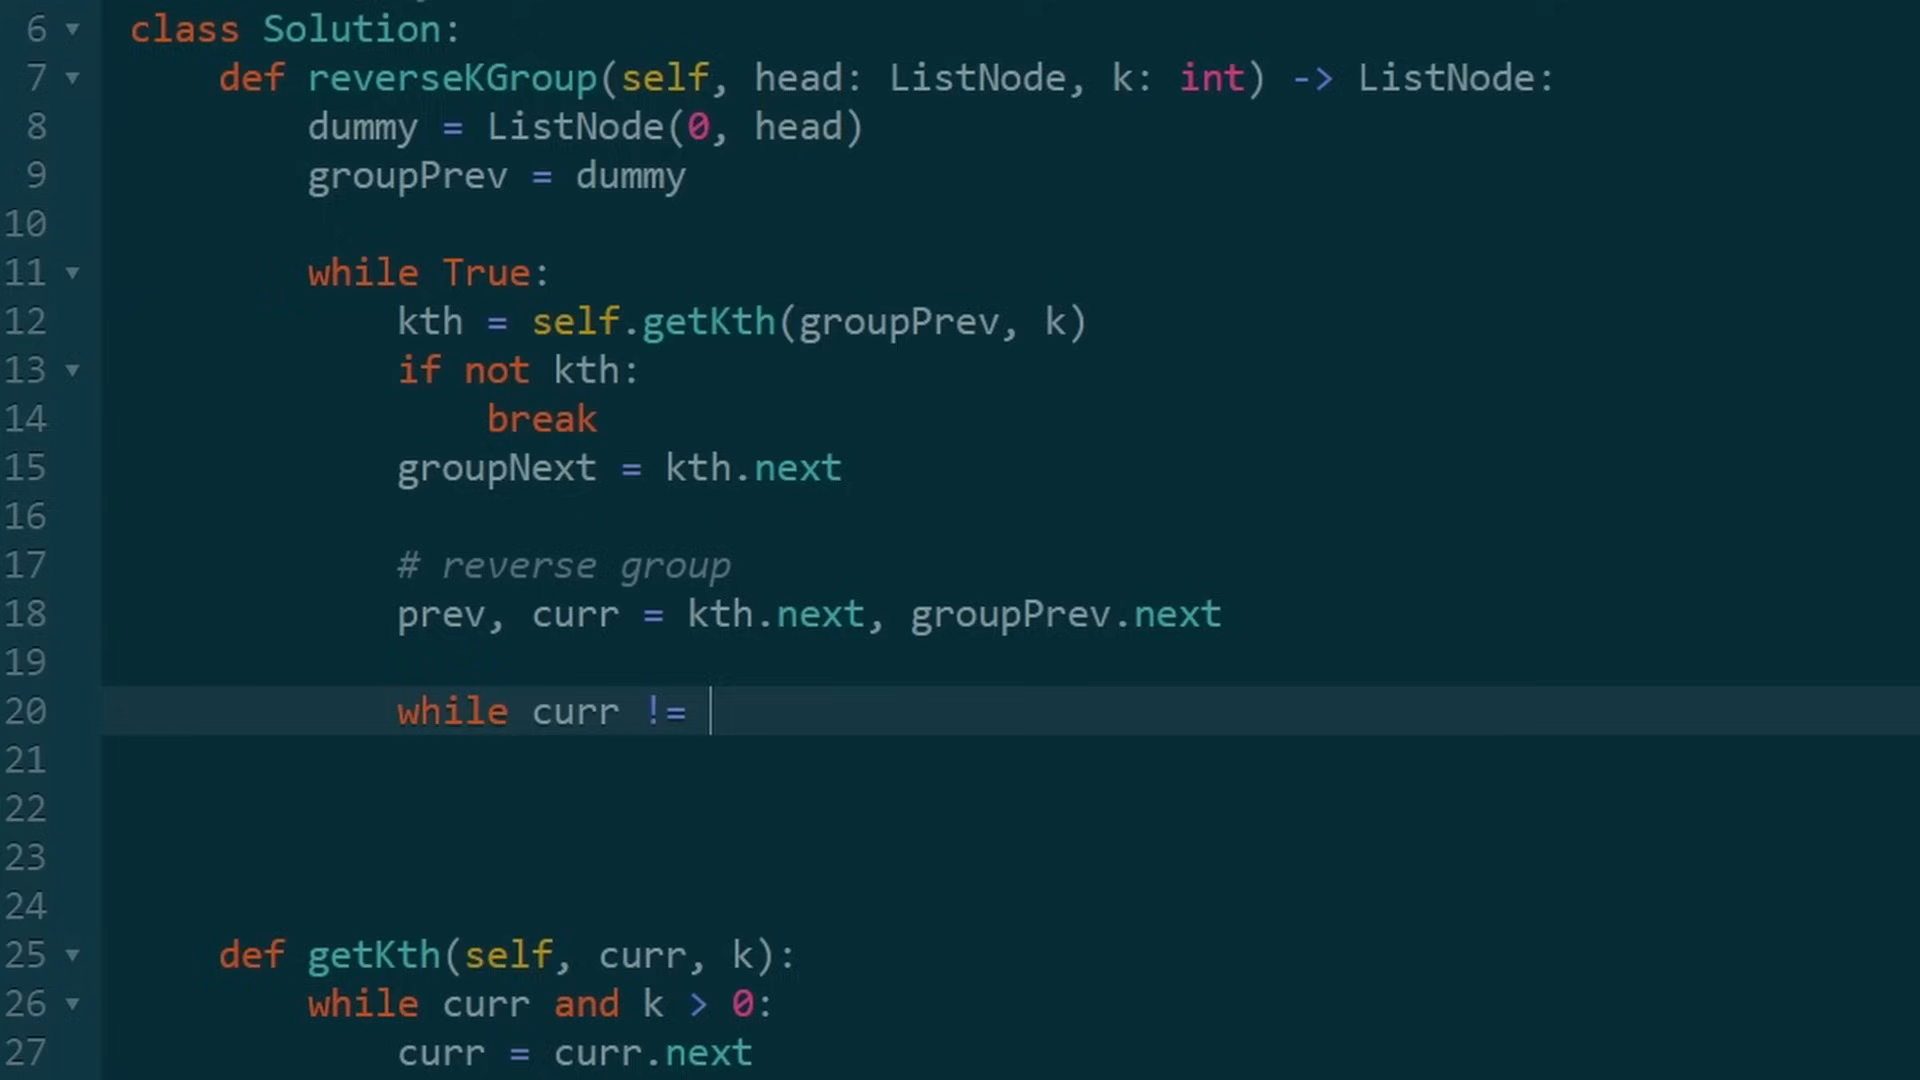 6 class Solution:
7 def reverseKGroup(self, head: ListNode, k: int) -> ListNode:
8 dummy = ListNode(0, head)
9 groupPrev = dummy
10
11 while True:
12 kth = self.getKth(groupPrev, k)
13 if not kth:
14 break
15 groupNext = kth.next
16
17 # reverse group
18 prev, curr = kth.next, groupPrev.next
19
20 while curr !=
21
22
23
24
25 def getKth(self, curr, k):
26 while curr and k > 0:
27 curr = curr.next